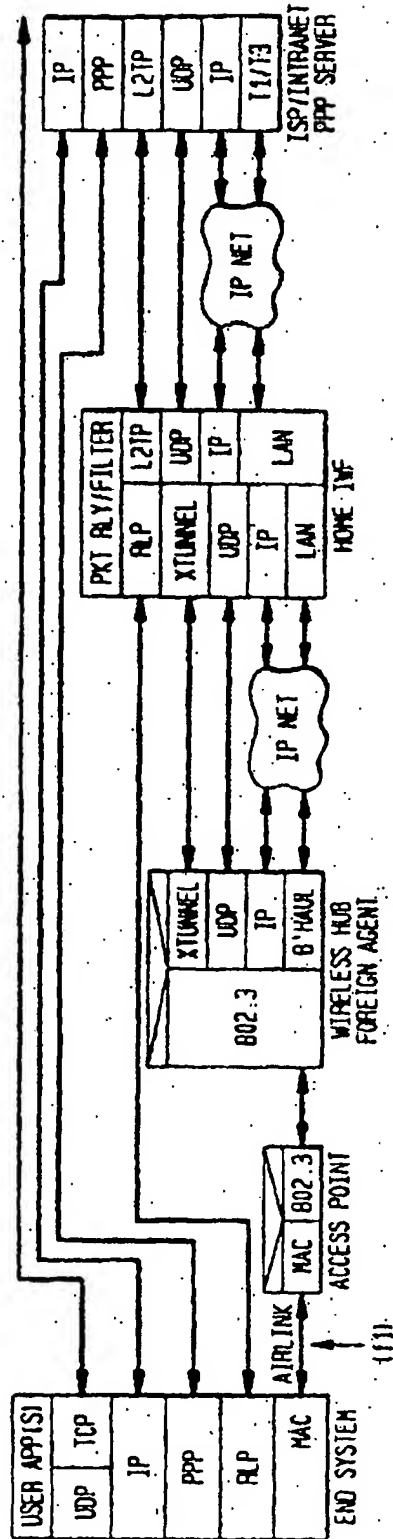 USER APP(S)
UDP TCP
IP
PPP
RLP
MAC
END SYSTEM
AIRLINK
{f1}
MAC 802.3
ACCESS POINT
802.3
XTUNNEL
UDP
IP
B'HAUL
WIRELESS HUB
FOREIGN AGENT
IP NET
PKT RLY/FILTER
RLP L2TP
XTUNNEL UDP
UDP IP
IP LAN
LAN
HOME IWF
IP NET
IP
PPP
L2TP
UDP
IP
T1/T3
ISP/INTRANET
PPP SERVER